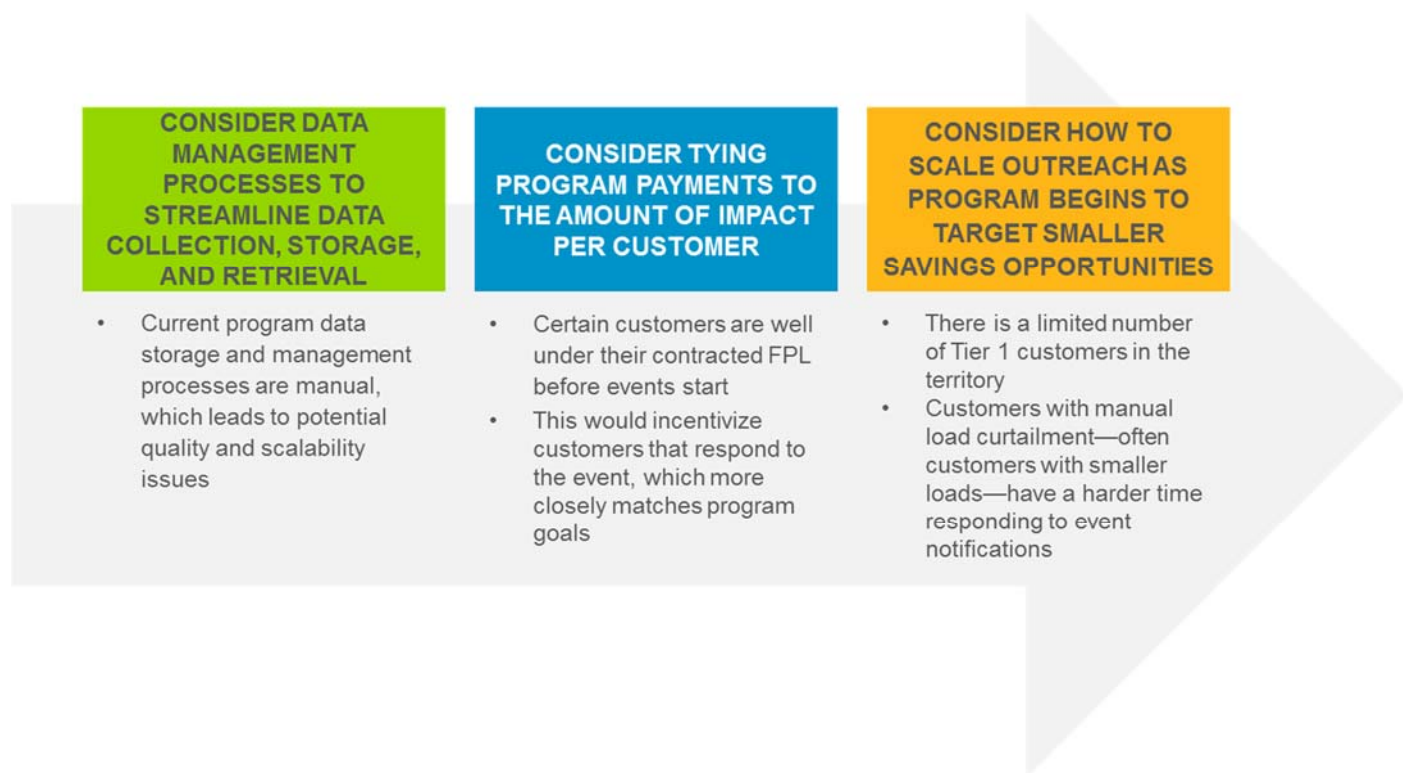 CONSIDER DATA
MANAGEMENT
PROCESSES TO
STREAMLINE DATA
COLLECTION, STORAGE,
AND RETRIEVAL
• Current program data
storage and management
processes are manual,
which leads to potential
quality and scalability
issues
CONSIDER TYING
PROGRAM PAYMENTS TO
THE AMOUNT OF IMPACT
PER CUSTOMER
• Certain customers are well
under their contracted FPL
before events start
• This would incentivize
customers that respond to
the event, which more
closely matches program
goals
CONSIDER HOW TO
SCALE OUTREACH AS
PROGRAM BEGINS TO
TARGET SMALLER
SAVINGS OPPORTUNITIES
• There is a limited number
of Tier 1 customers in the
territory
• Customers with manual
load curtailment—often
customers with smaller
loads—have a harder time
responding to event
notifications